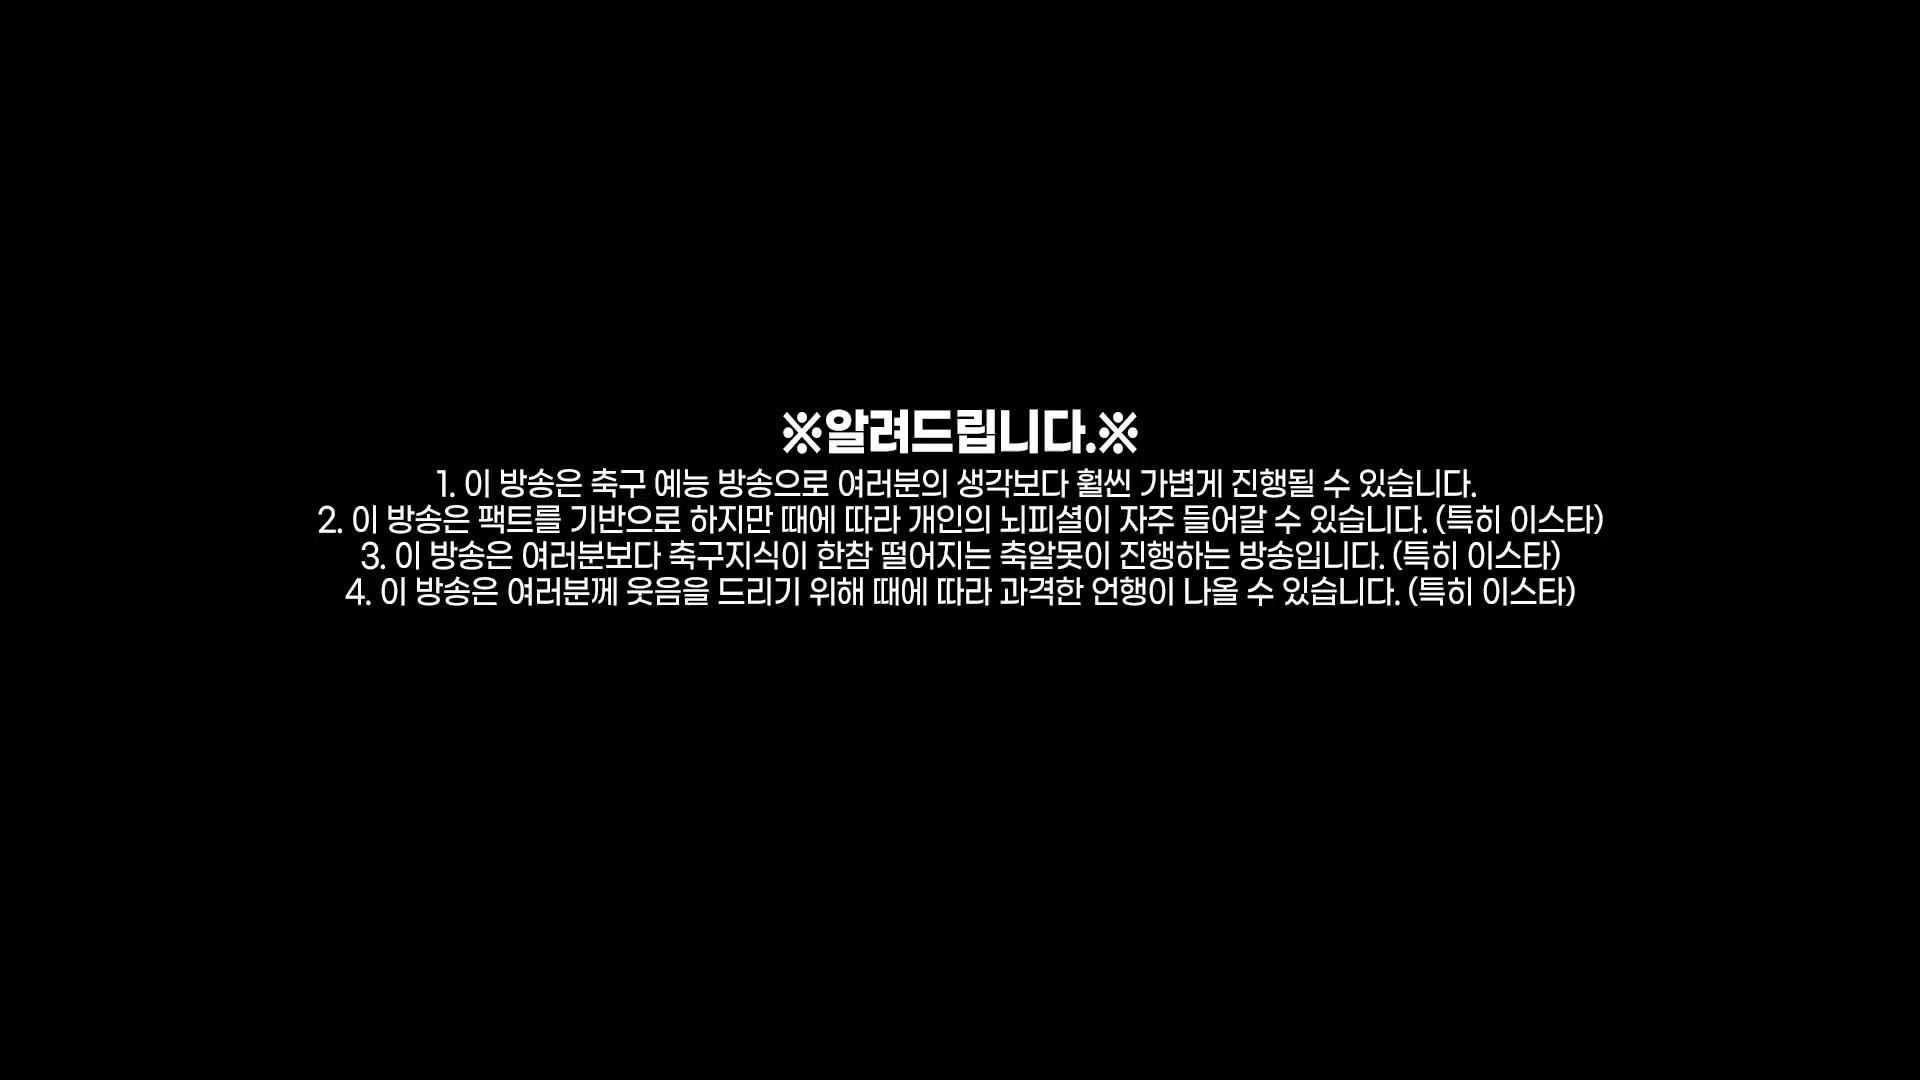 ※알려드립니다.※
1. 이 방송은 축구 예능 방송으로 여러분의 생각보다 훨씬 가볍게 진행될 수 있습니다.
2. 이 방송은 팩트를 기반으로 하지만 때에 따라 개인의 뇌피셜이 자주 들어갈 수 있습니다. (특히 이스타)
3. 이 방송은 여러분보다 축구지식이 한참 떨어지는 축알못이 진행하는 방송입니다. (특히 이스타)
4. 이 방송은 여러분께 웃음을 드리기 위해 때에 따라 과격한 언행이 나올 수 있습니다. (특히 이스타)